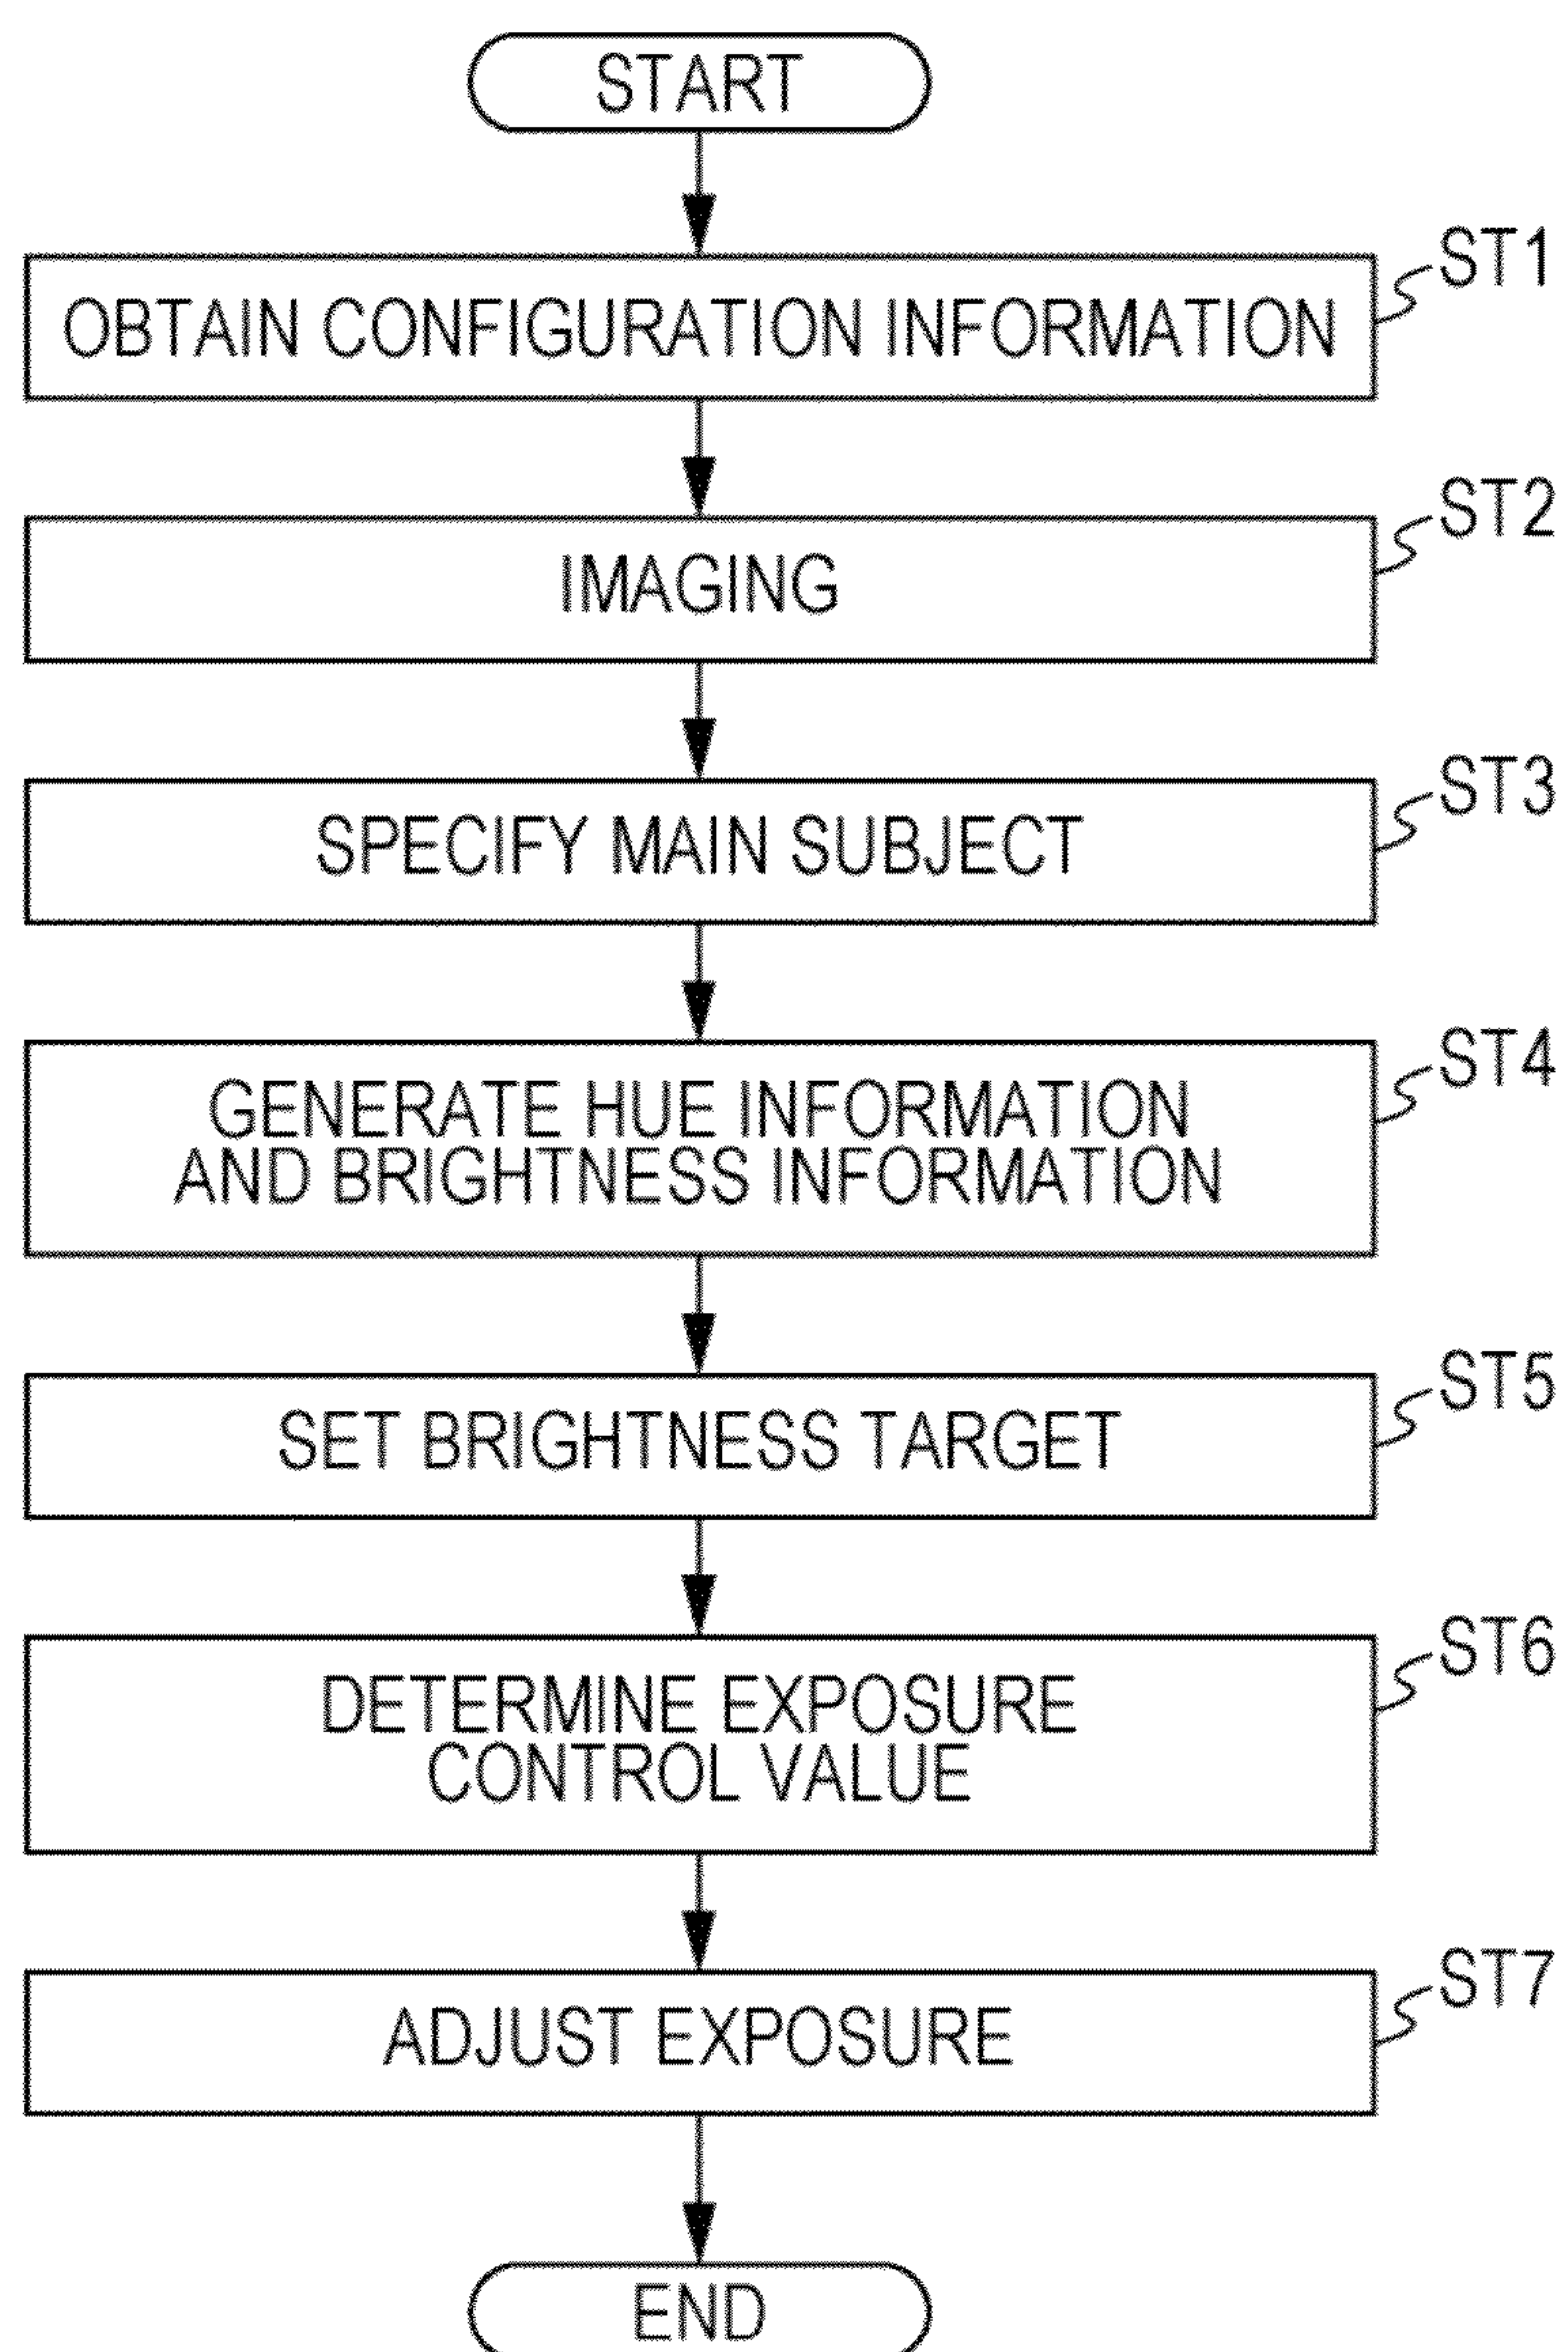 START
ST1
OBTAIN CONFIGURATION INFORMATION
ST2
IMAGING
ST3
SPECIFY MAIN SUBJECT
ST4
GENERATE HUE INFORMATION
AND BRIGHTNESS INFORMATION
ST5
SET BRIGHTNESS TARGET
ST6
DETERMINE EXPOSURE
CONTROL VALUE
ST7
ADJUST EXPOSURE
END